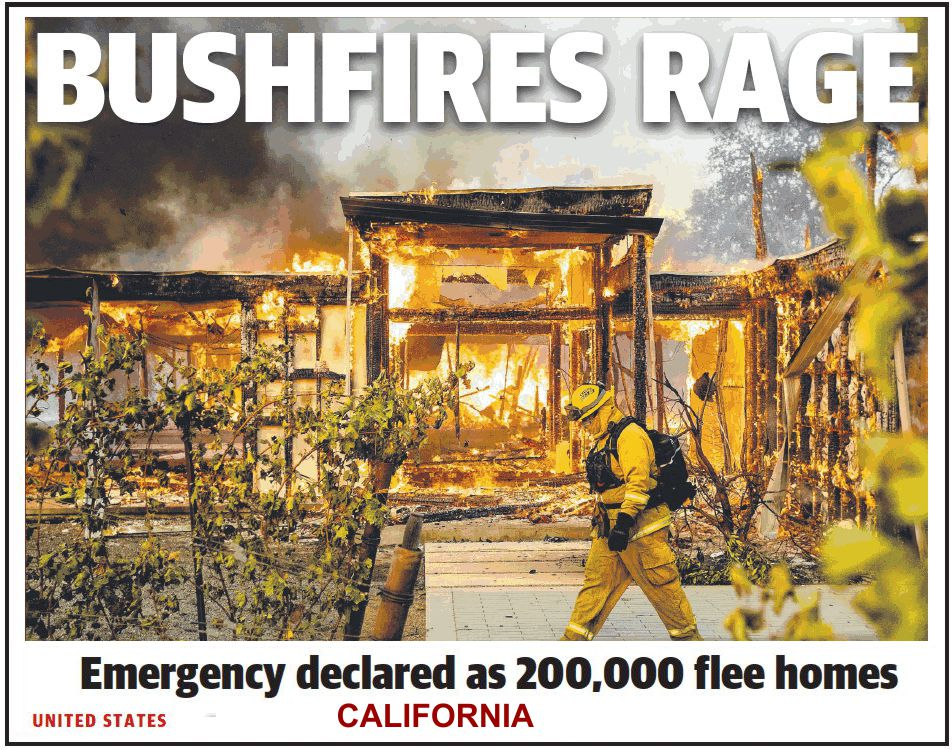 BUSHFIRES RAGE
Emergency declared as 200,000 flee homes
UNITED STATES
CALIFORNIA